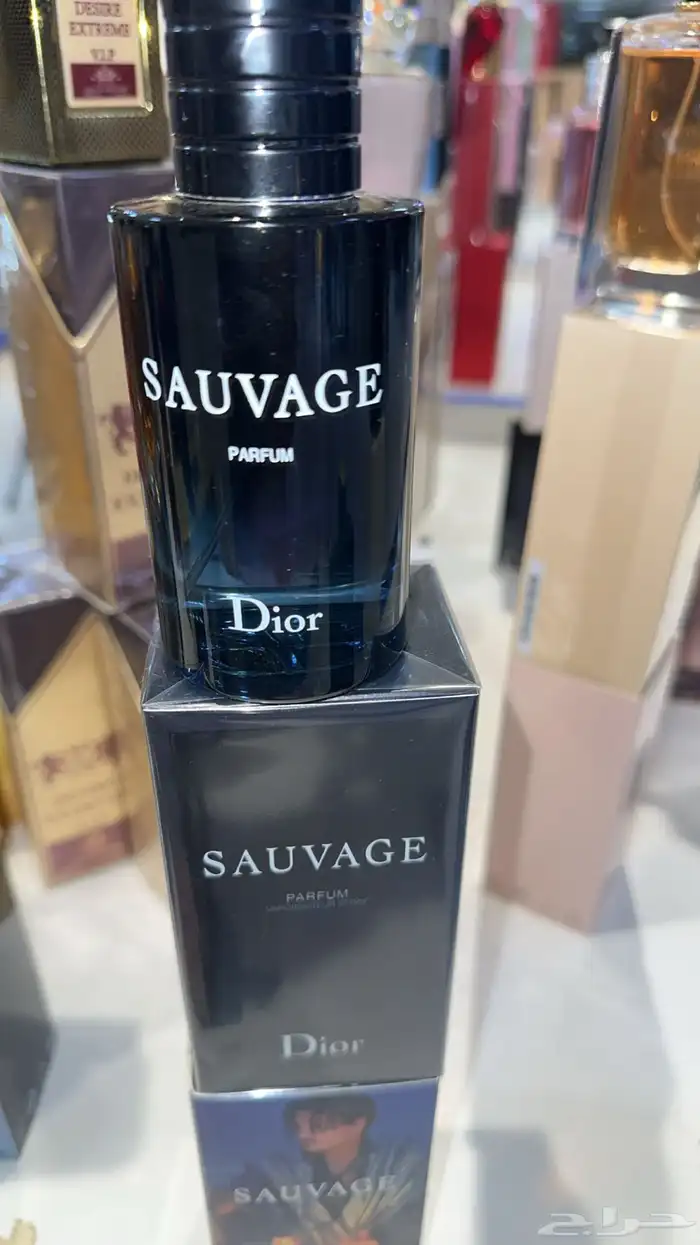 DESIRE
EXTREME
V.I.P
SAUVAGE
PARFUM
Dior
SAUVAGE
PARFUM
Dior
SAUVAGE
حراج